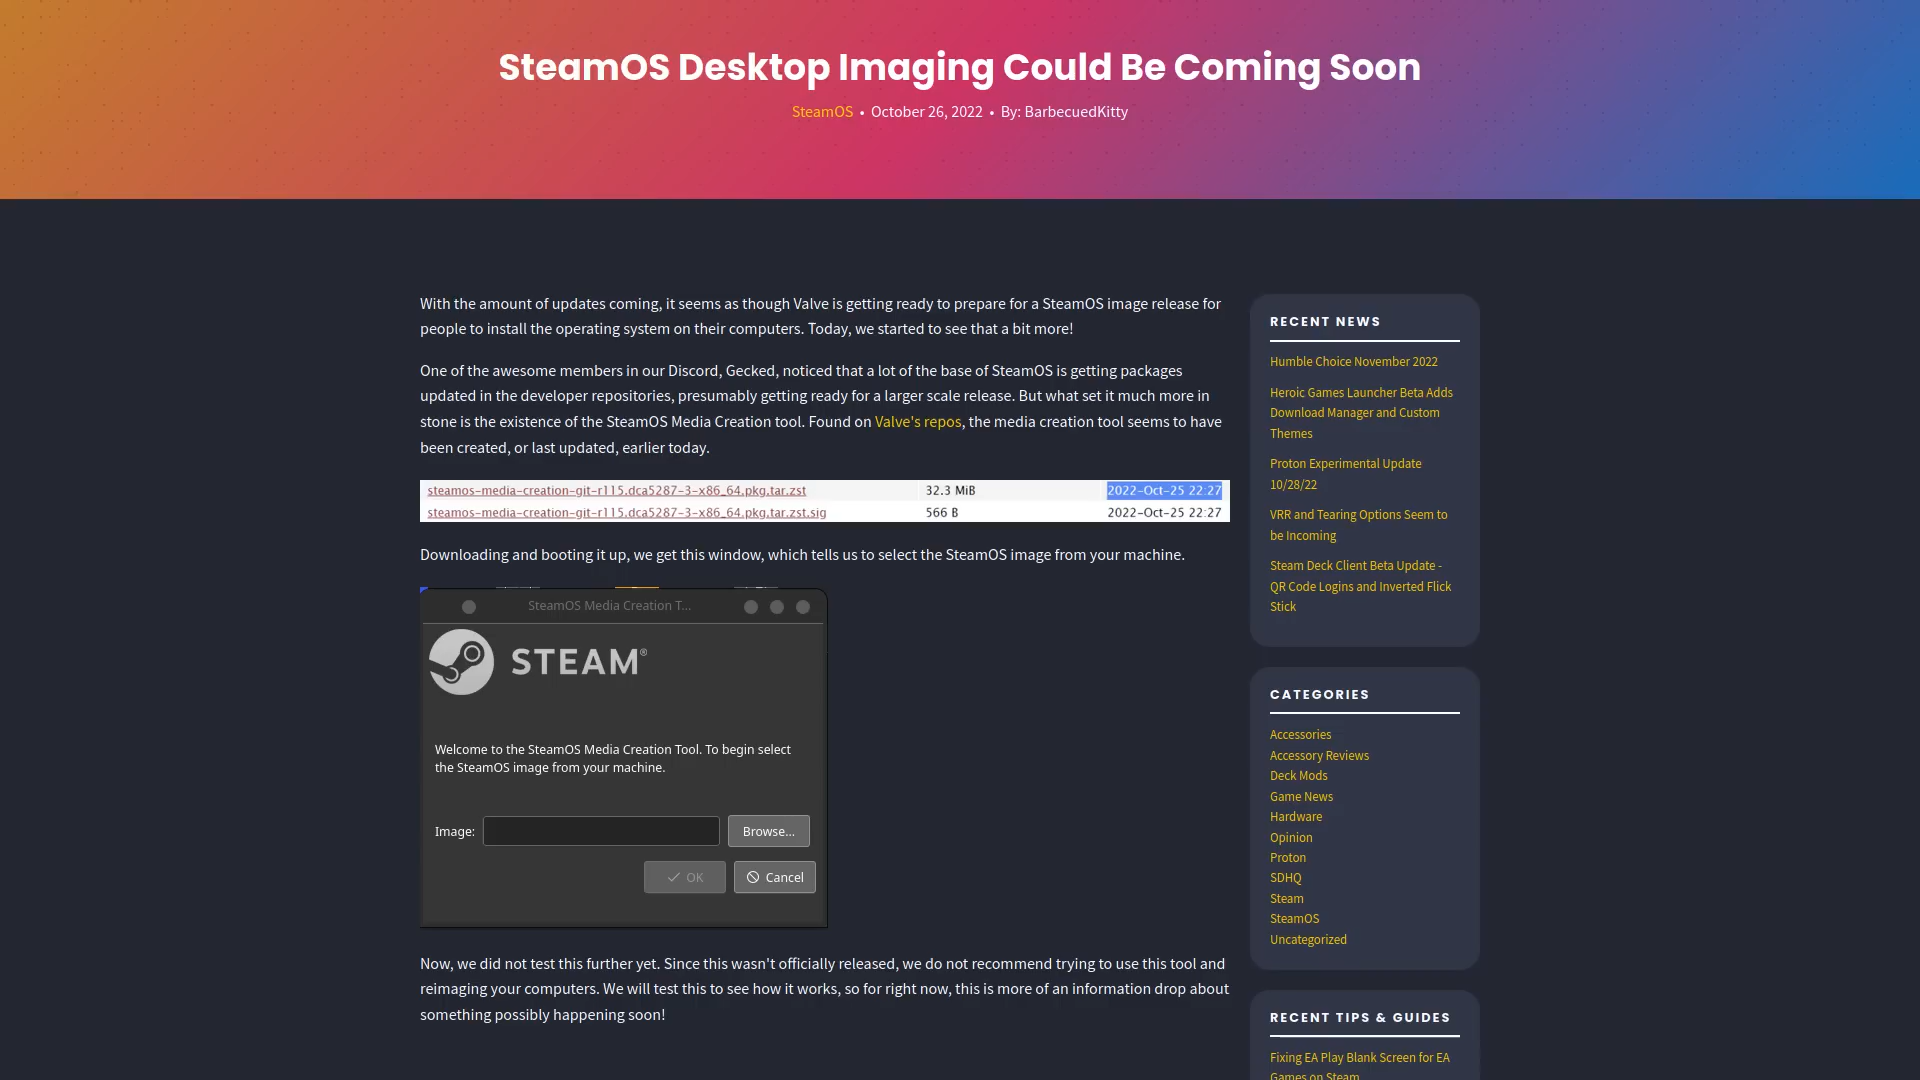 SteamOS Desktop Imaging Could Be Coming Soon
SteamOS • October 26, 2022 • By: BarbecuedKitty
With the amount of updates coming, it seems as though Valve is getting ready to prepare for a SteamOS image release for
people to install the operating system on their computers. Today, we started to see that a bit more!
One of the awesome members in our Discord, Gecked, noticed that a lot of the base of SteamOS is getting packages
updated in the developer repositories, presumably getting ready for a larger scale release. But what set it much more in
stone is the existence of the SteamOS Media Creation tool. Found on Valve's repos, the media creation tool seems to have
been created, or last updated, earlier today.
steamos-media-creation-git-r115.dca5287-3-x86_64.pkg.tar.zst 32.3 MiB 2022-Oct-25 22:27
steamos-media-creation-git-r115.dca5287-3-x86_64.pkg.tar.zst.sig 566 B 2022-Oct-25 22:27
Downloading and booting it up, we get this window, which tells us to select the SteamOS image from your machine.
SteamOS Media Creation T...
STEAM®
Welcome to the SteamOS Media Creation Tool. To begin select
the SteamOS image from your machine.
Image: Browse...
OK Cancel
Now, we did not test this further yet. Since this wasn't officially released, we do not recommend trying to use this tool and
reimaging your computers. We will test this to see how it works, so for right now, this is more of an information drop about
something possibly happening soon!
RECENT NEWS
Humble Choice November 2022
Heroic Games Launcher Beta Adds
Download Manager and Custom
Themes
Proton Experimental Update
10/28/22
VRR and Tearing Options Seem to
be Incoming
Steam Deck Client Beta Update -
QR Code Logins and Inverted Flick
Stick
CATEGORIES
Accessories
Accessory Reviews
Deck Mods
Game News
Hardware
Opinion
Proton
SDHQ
Steam
SteamOS
Uncategorized
RECENT TIPS & GUIDES
Fixing EA Play Blank Screen for EA
Games on Steam